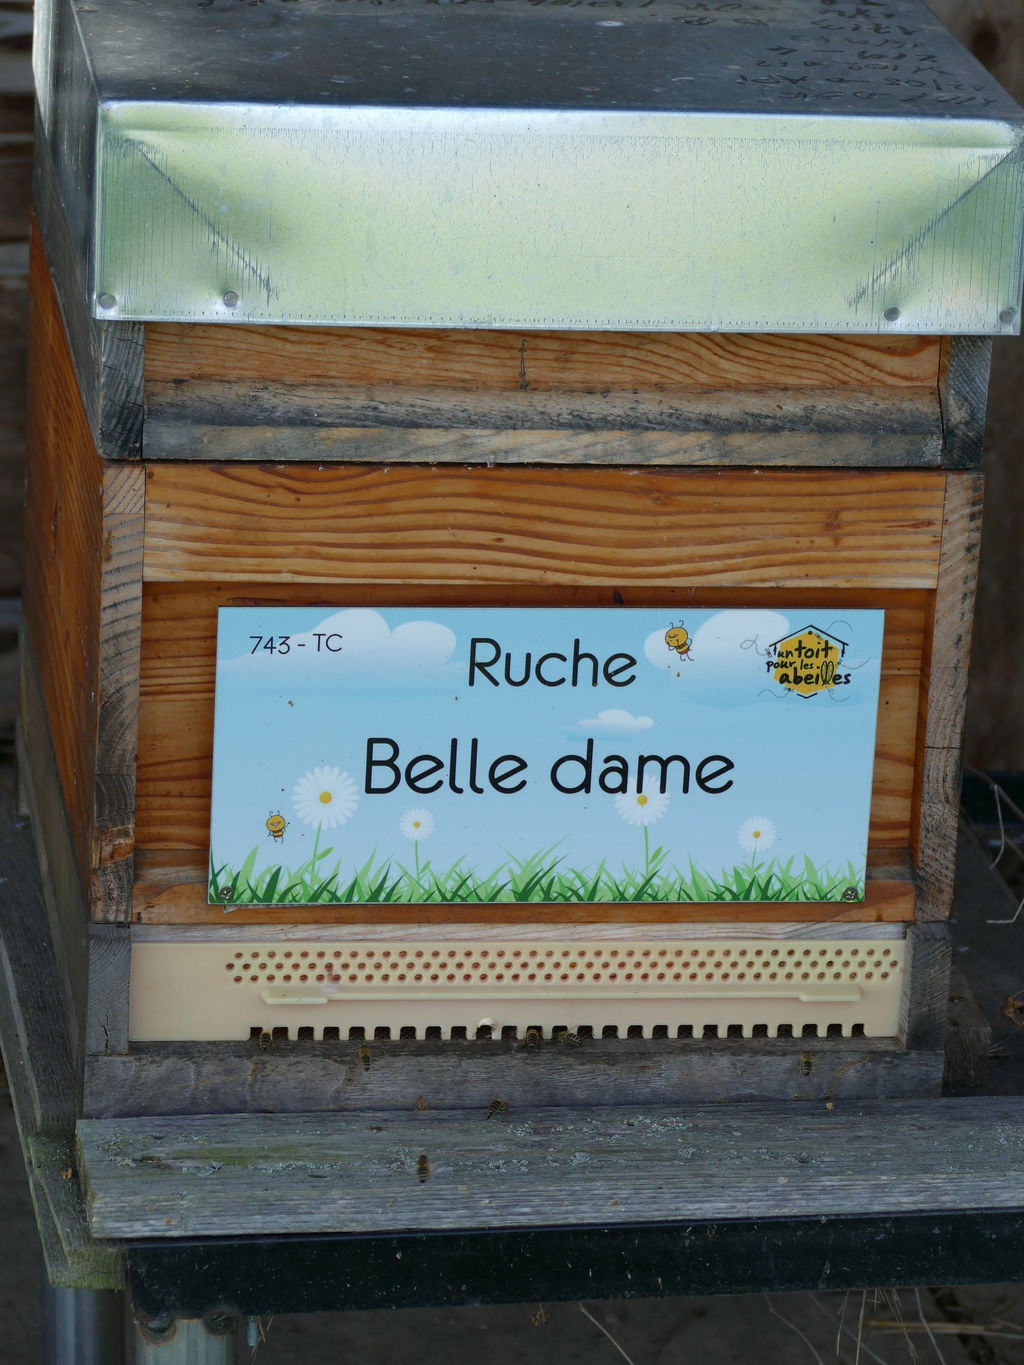 743 - TC
Ruche
un toit
pour les
abeilles
Belle dame